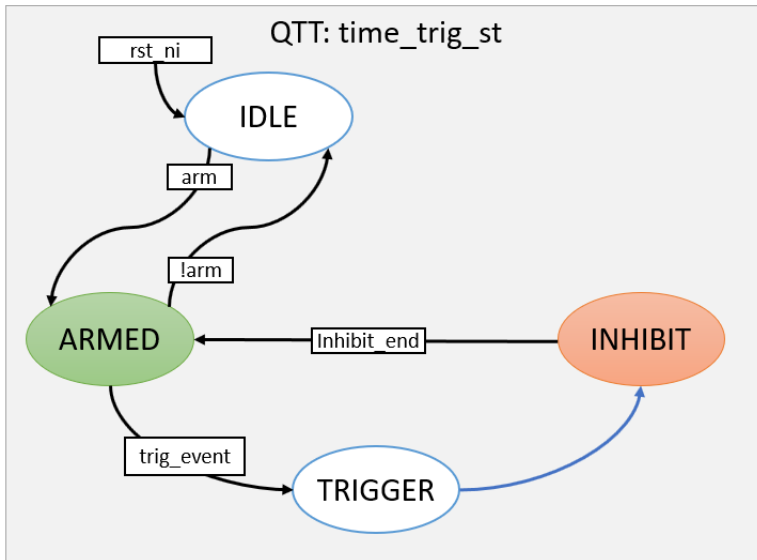 QTT: time_trig_st
rst_ni
IDLE
arm
!arm
ARMED
Inhibit_end
INHIBIT
trig_event
TRIGGER